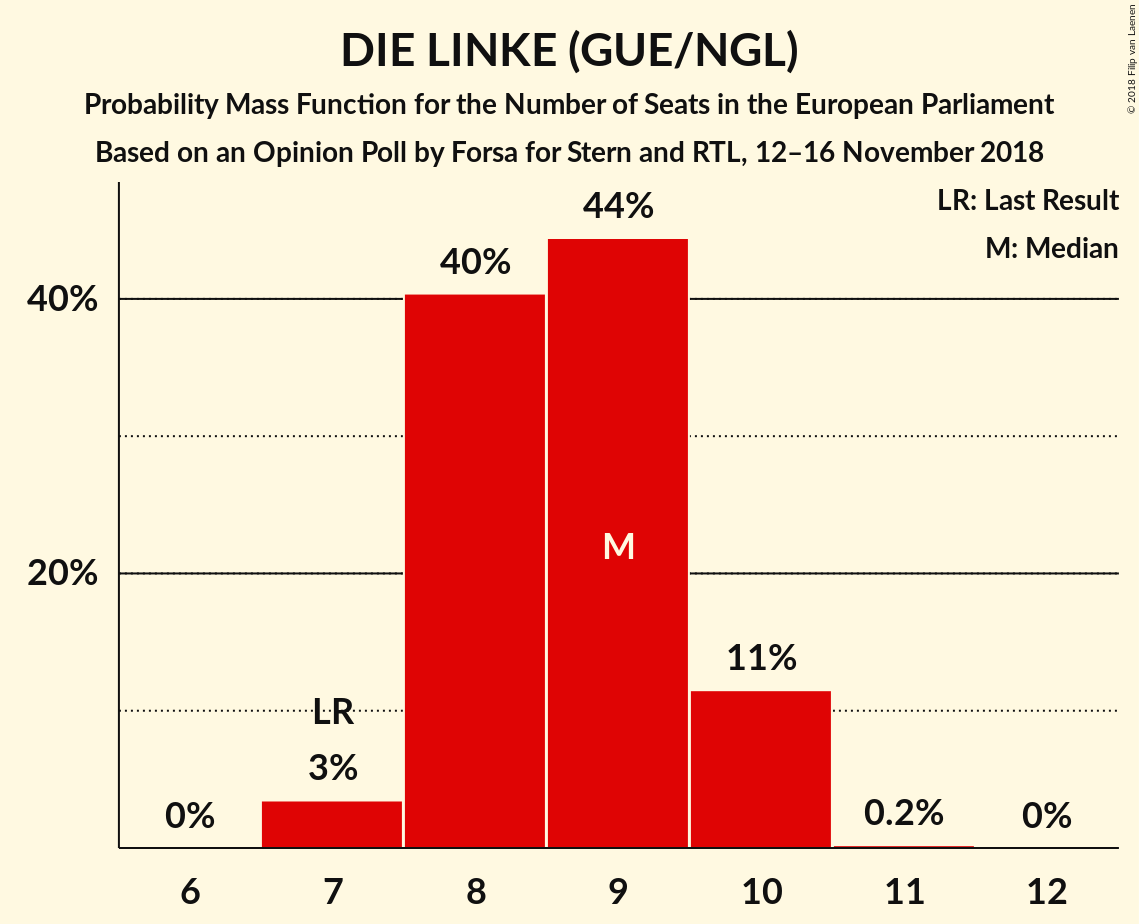 DIE LINKE (GUE/NGL)
Probability Mass Function for the Number of Seats in the European Parliament
Based on an Opinion Poll by Forsa for Stern and RTL, 12–16 November 2018
© 2018 Filip van Laenen
LR: Last Result
M: Median
44%
40%
40%
M
20%
11%
LR
3%
0%
0.2%
0%
6 7 8 9 10 11 12